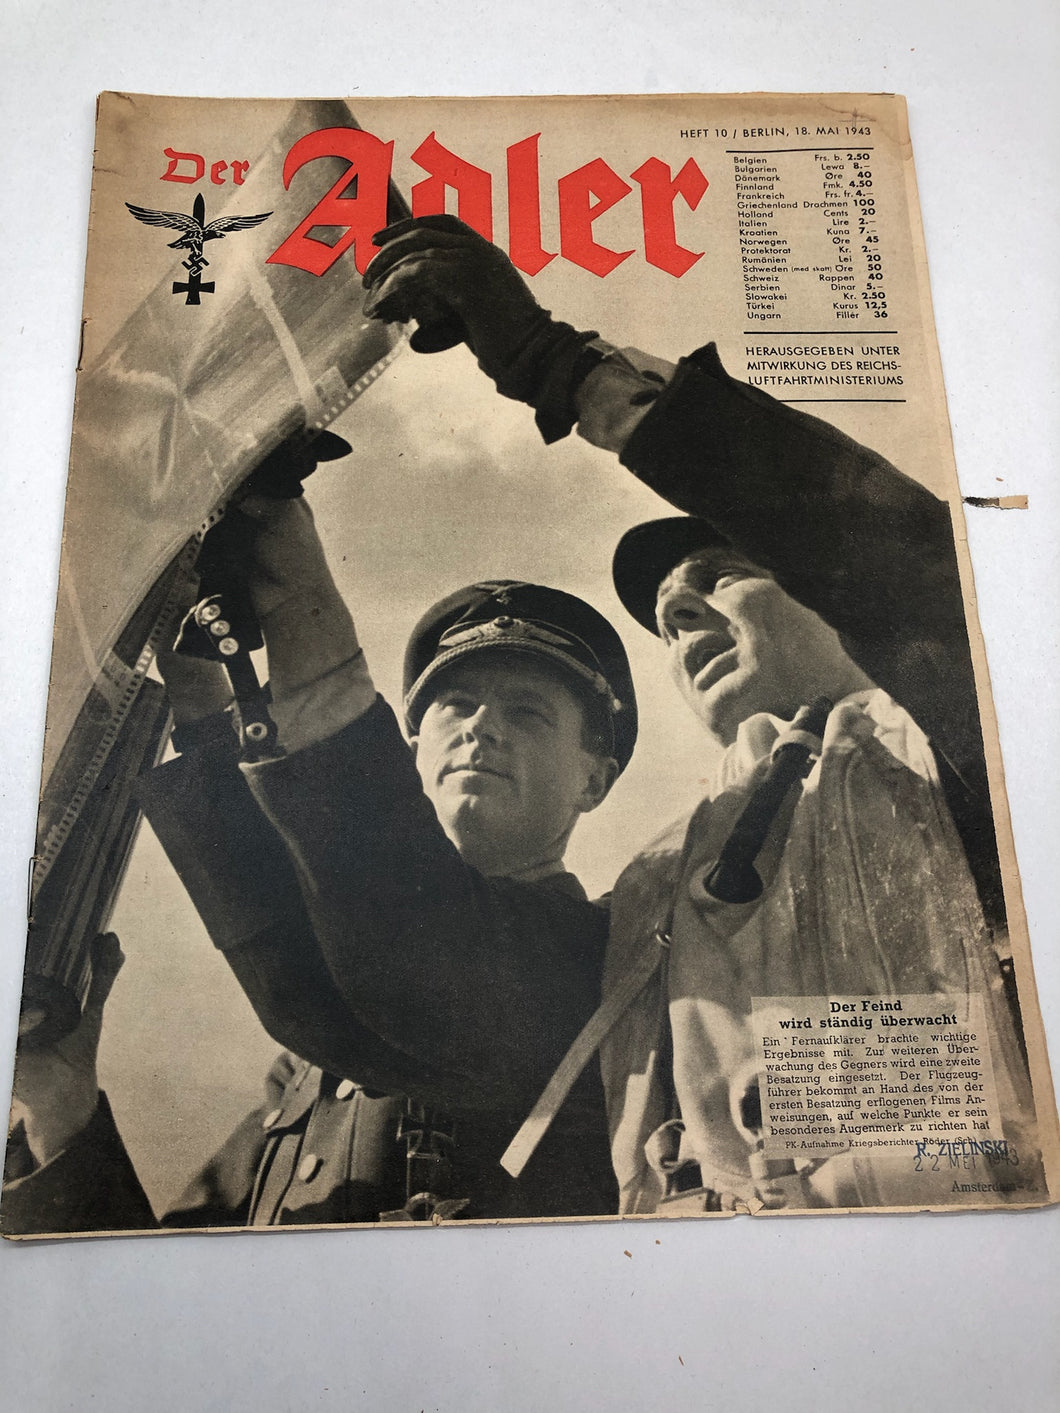 Der Adler
HEFT 10 / BERLIN, 18. MAI 1943
Belgien Frs. b. 2.50
Bulgarien Lewa 8.–
Dänemark Øre 40
Finnland Fmk. 4.50
Frankreich Frs. fr. 4.–
Griechenland Drachmen 100
Holland Cents 20
Italien Lire 2.–
Kroatien Kuna 7.–
Norwegen Øre 45
Protektorat Kr. 2.–
Rumänien Lei 20
Schweden (med skatt) Öre 50
Schweiz Rappen 40
Serbien Dinar 5.–
Slowakei Kr. 2.50
Türkei Kurus 12,5
Ungarn Fillér 36
HERAUSGEGEBEN UNTER
MITWIRKUNG DES REICHS-
LUFTFAHRTMINISTERIUMS
Der Feind
wird ständig überwacht
Ein Fernaufklärer brachte wichtige
Ergebnisse mit. Zur weiteren Über-
wachung des Gegners wird eine zweite
Besatzung eingesetzt. Der Flugzeug-
führer bekommt an Hand des von der
ersten Besatzung erflogenen Films An-
weisungen, auf welche Punkte er sein
besonderes Augenmerk zu richten hat
PK-Aufnahme Kriegsberichter Röder (Sch)
R. ZIELINSKI
22 MEI 1943
Amsterdam-Z.